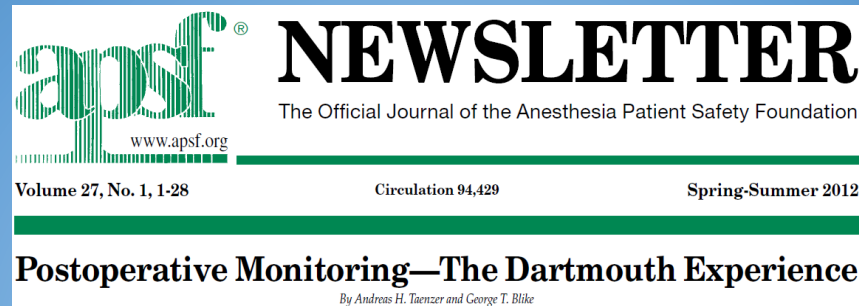 apsf®
NEWSLETTER
The Official Journal of the Anesthesia Patient Safety Foundation
www.apsf.org
Volume 27, No. 1, 1-28
Circulation 94,429
Spring-Summer 2012
Postoperative Monitoring—The Dartmouth Experience
By Andreas H. Taenzer and George T. Blike